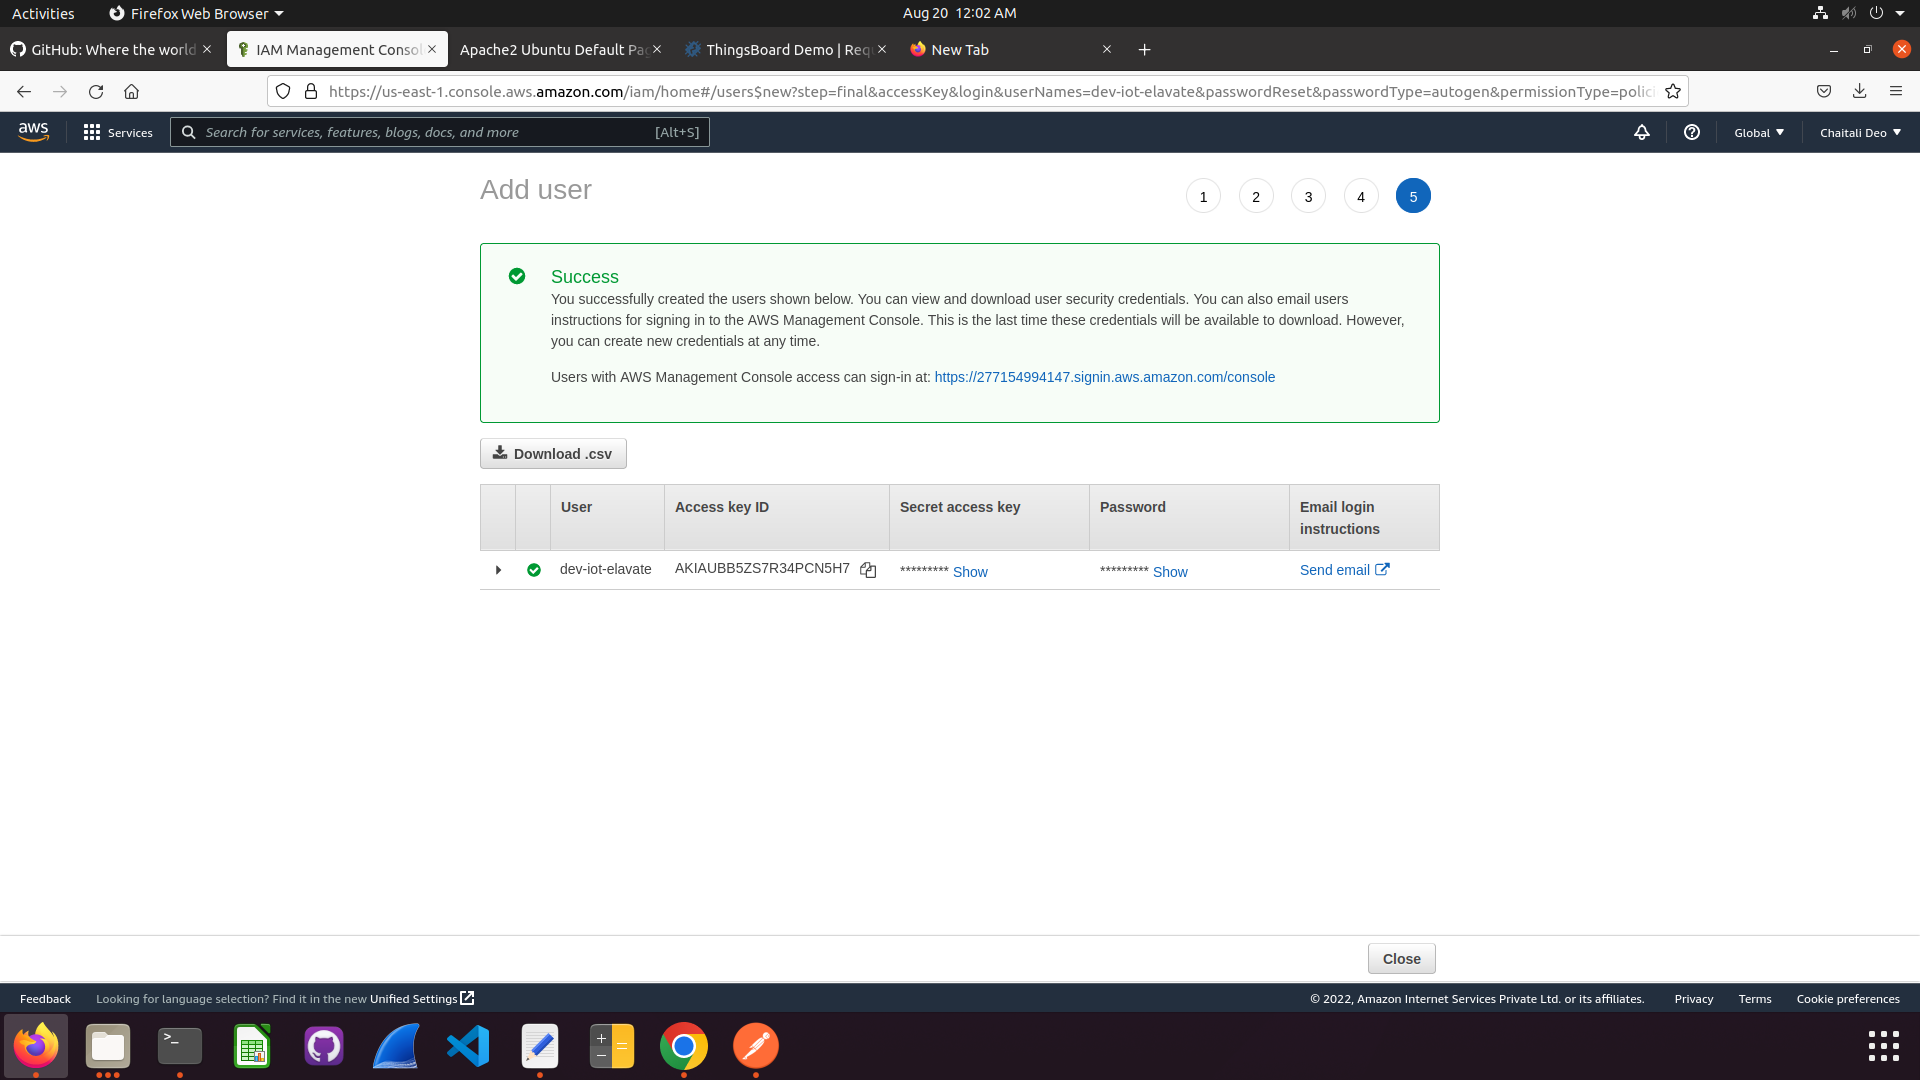 Activities
Firefox Web Browser
Aug 20 12:02 AM
GitHub: Where the world
IAM Management Consol
Apache2 Ubuntu Default Pag
ThingsBoard Demo | Requ
New Tab
https://us-east-1.console.aws.amazon.com/iam/home#/users$new?step=final&accessKey&login&userNames=dev-iot-elavate&passwordReset&passwordType=autogen&permissionType=polici
aws
Services
Search for services, features, blogs, docs, and more
[Alt+S]
Global
Chaitali Deo
Add user
1 2 3 4 5
Success
You successfully created the users shown below. You can view and download user security credentials. You can also email users
instructions for signing in to the AWS Management Console. This is the last time these credentials will be available to download. However,
you can create new credentials at any time.
Users with AWS Management Console access can sign-in at: https://277154994147.signin.aws.amazon.com/console
Download .csv
User
Access key ID
Secret access key
Password
Email login
instructions
dev-iot-elavate
AKIAUBB5ZS7R34PCN5H7
********* Show
********* Show
Send email
Close
Feedback
Looking for language selection? Find it in the new Unified Settings
© 2022, Amazon Internet Services Private Ltd. or its affiliates.
Privacy
Terms
Cookie preferences